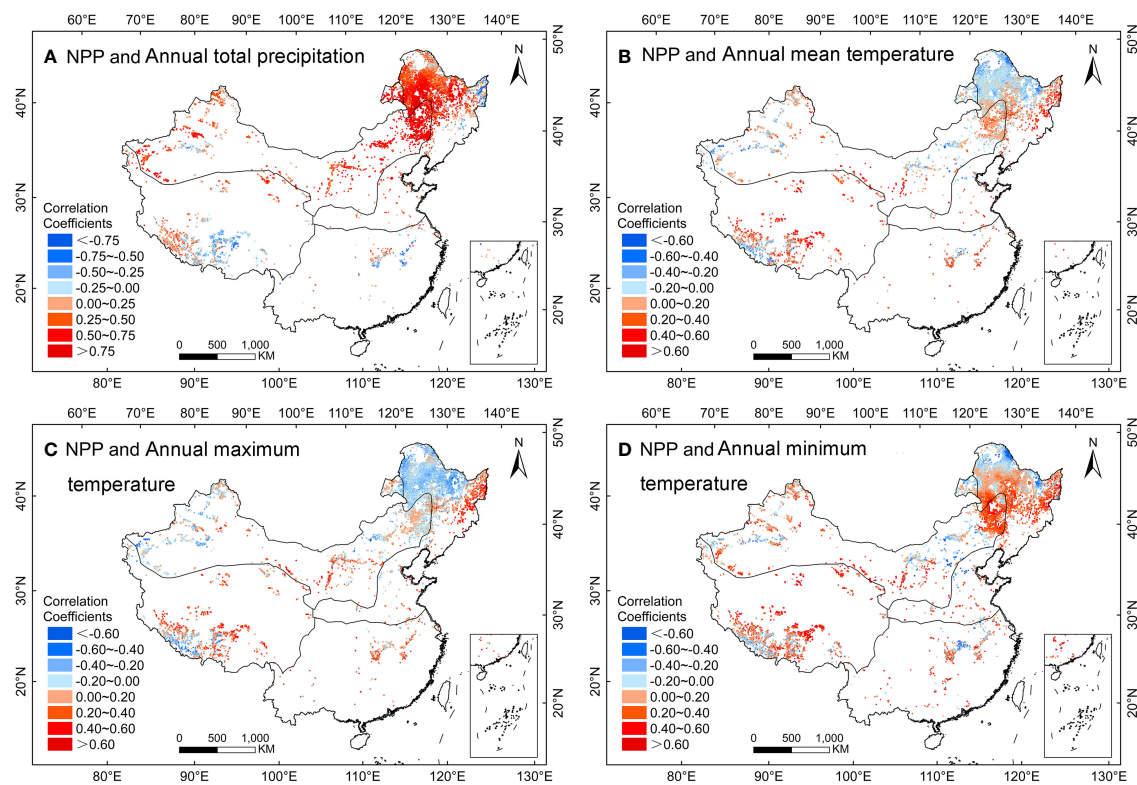 60°E 70°E 80°E 90°E 100°E 110°E 120°E 130°E 140°E
A NPP and Annual total precipitation
N
50°N
40°N
30°N
20°N
40°N
30°N
20°N
Correlation
Coefficients
<-0.75
-0.75~-0.50
-0.50~-0.25
-0.25~0.00
0.00~0.25
0.25~0.50
0.50~0.75
>0.75
0 500 1,000
KM
80°E 90°E 100°E 110°E 120°E 130°E
60°E 70°E 80°E 90°E 100°E 110°E 120°E 130°E 140°E
B NPP and Annual mean temperature
N
50°N
40°N
30°N
20°N
40°N
30°N
20°N
Correlation
Coefficients
<-0.60
-0.60~-0.40
-0.40~-0.20
-0.20~0.00
0.00~0.20
0.20~0.40
0.40~0.60
>0.60
0 500 1,000
KM
80°E 90°E 100°E 110°E 120°E 130°E
60°E 70°E 80°E 90°E 100°E 110°E 120°E 130°E 140°E
C NPP and Annual maximum
temperature
N
50°N
40°N
30°N
20°N
40°N
30°N
20°N
Correlation
Coefficients
<-0.60
-0.60~-0.40
-0.40~-0.20
-0.20~0.00
0.00~0.20
0.20~0.40
0.40~0.60
>0.60
0 500 1,000
KM
80°E 90°E 100°E 110°E 120°E 130°E
60°E 70°E 80°E 90°E 100°E 110°E 120°E 130°E 140°E
D NPP and Annual minimum
temperature
N
50°N
40°N
30°N
20°N
40°N
30°N
20°N
Correlation
Coefficients
<-0.60
-0.60~-0.40
-0.40~-0.20
-0.20~0.00
0.00~0.20
0.20~0.40
0.40~0.60
>0.60
0 500 1,000
KM
80°E 90°E 100°E 110°E 120°E 130°E